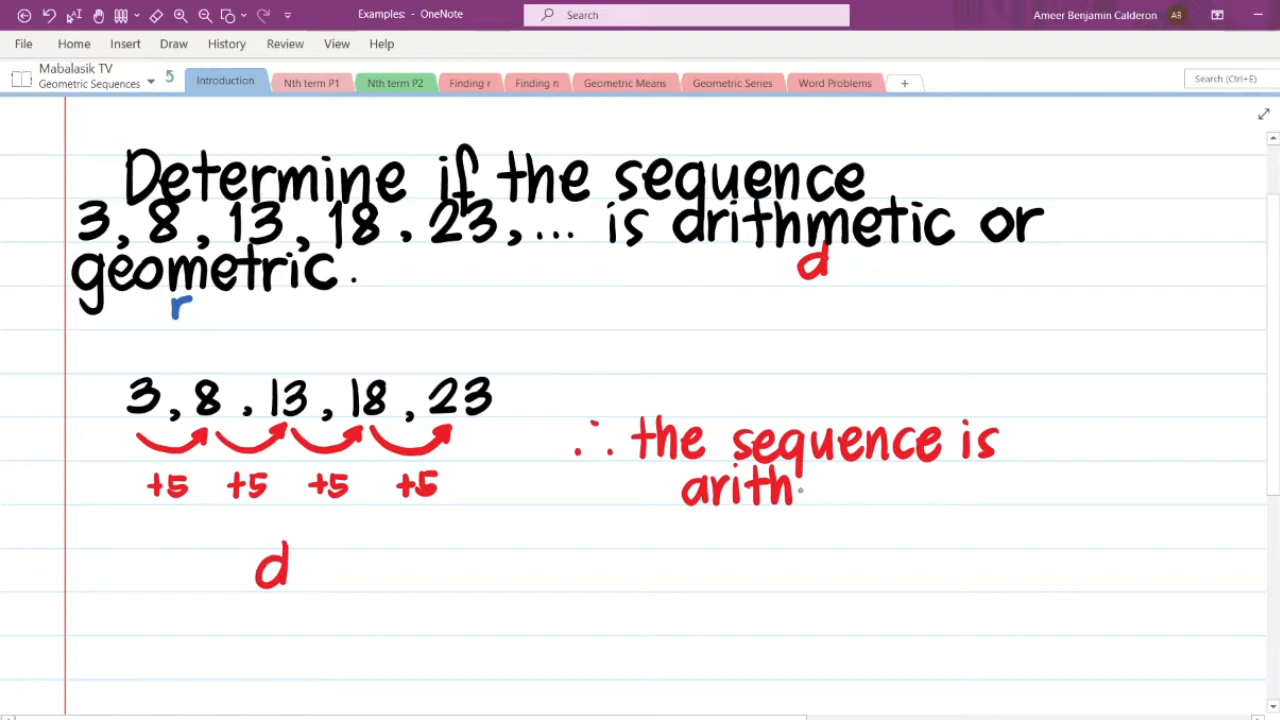 Examples: - OneNote
Search
Ameer Benjamin Calderon
AB
File Home Insert Draw History Review View Help
Mabalasik TV
Geometric Sequences
5
Introduction Nth term P1 Nth term P2 Finding r Finding n Geometric Means Geometric Series Word Problems +
Search (Ctrl+E)
Determine if the sequence
3, 8, 13, 18, 23, ... is arithmetic or
d
geometric.
r
3, 8, 13, 18, 23
+5 +5 +5 +5
∴ the sequence is
arith
d